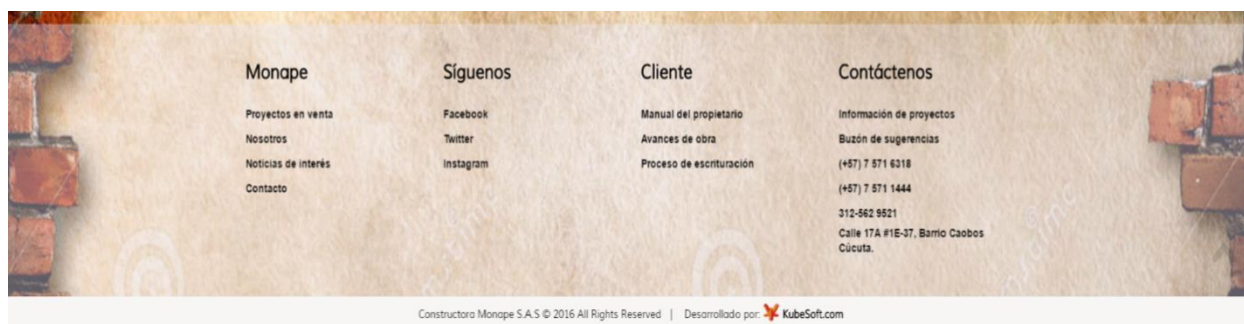 Monape
Proyectos en venta
Nosotros
Noticias de interés
Contacto
Síguenos
Facebook
Twitter
Instagram
Cliente
Manual del propietario
Avances de obra
Proceso de escrituración
Contáctenos
Información de proyectos
Buzón de sugerencias
(+57) 7 571 6318
(+57) 7 571 1444
312-562 9521
Calle 17A #1E-37, Barrio Caobos
Cúcuta.
Constructora Monape S.A.S © 2016 All Rights Reserved | Desarrollado por: KubeSoft.com